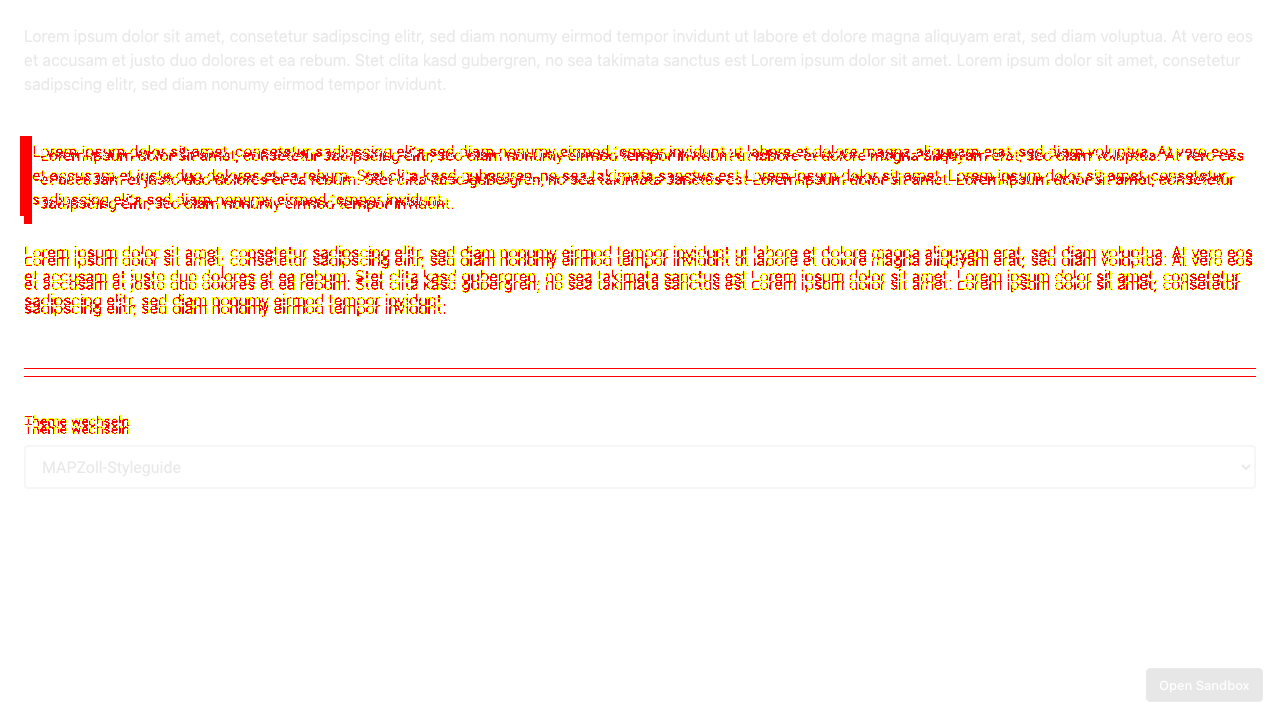 Lorem ipsum dolor sit amet, consetetur sadipscing elitr, sed diam nonumy eirmod tempor invidunt ut labore et dolore magna aliquyam erat, sed diam voluptua. At vero eos
et accusam et justo duo dolores et ea rebum. Stet clita kasd gubergren, no sea takimata sanctus est Lorem ipsum dolor sit amet. Lorem ipsum dolor sit amet, consetetur
sadipscing elitr, sed diam nonumy eirmod tempor invidunt.
Lorem ipsum dolor sit amet, consetetur sadipscing elitr, sed diam nonumy eirmod tempor invidunt ut labore et dolore magna aliquyam erat, sed diam voluptua. At vero eos
et accusam et justo duo dolores et ea rebum. Stet clita kasd gubergren, no sea takimata sanctus est Lorem ipsum dolor sit amet. Lorem ipsum dolor sit amet, consetetur
sadipscing elitr, sed diam nonumy eirmod tempor invidunt.
Lorem ipsum dolor sit amet, consetetur sadipscing elitr, sed diam nonumy eirmod tempor invidunt ut labore et dolore magna aliquyam erat, sed diam voluptua. At vero eos
et accusam et justo duo dolores et ea rebum. Stet clita kasd gubergren, no sea takimata sanctus est Lorem ipsum dolor sit amet. Lorem ipsum dolor sit amet, consetetur
sadipscing elitr, sed diam nonumy eirmod tempor invidunt.
Theme wechseln
MAPZoll-Styleguide
Open Sandbox